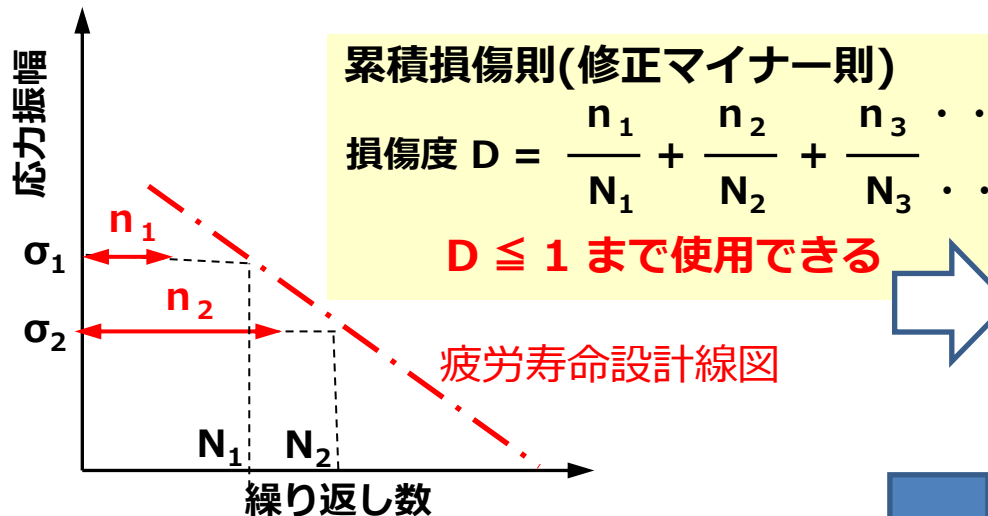 応力振幅
累積損傷則(修正マイナー則)
損傷度 D = n1/N1 + n2/N2 + n3/N3 ・・・・
D ≦ 1 まで使用できる
n1
σ1
n2
σ2
疲労寿命設計線図
N1 N2
繰り返し数